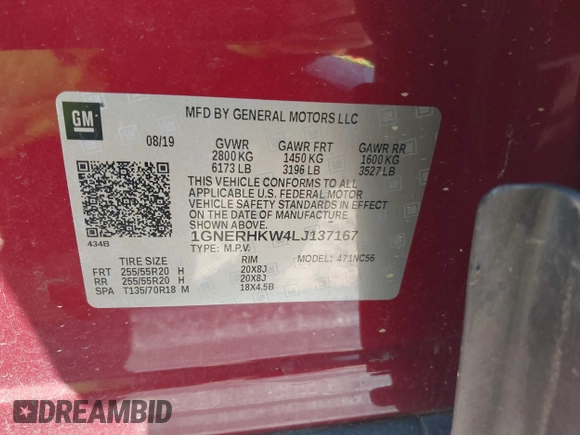 GM
MFD BY GENERAL MOTORS LLC
08/19 GVWR GAWR FRT GAWR RR
2800 KG 1450 KG 1600 KG
6173 LB 3196 LB 3527 LB
THIS VEHICLE CONFORMS TO ALL
APPLICABLE U.S. FEDERAL MOTOR
VEHICLE SAFETY STANDARDS IN
EFFECT ON THE DATE OF MANUFACTURE
SHOWN ABOVE.
434B 1GNERHKW4LJ137167
TYPE: M.P.V. MODEL: 471NC56
TIRE SIZE RIM
FRT 255/55R20 H 20X8J
RR 255/55R20 H 20X8J
SPA T135/70R18 M 18X4.5B
DREAMBID